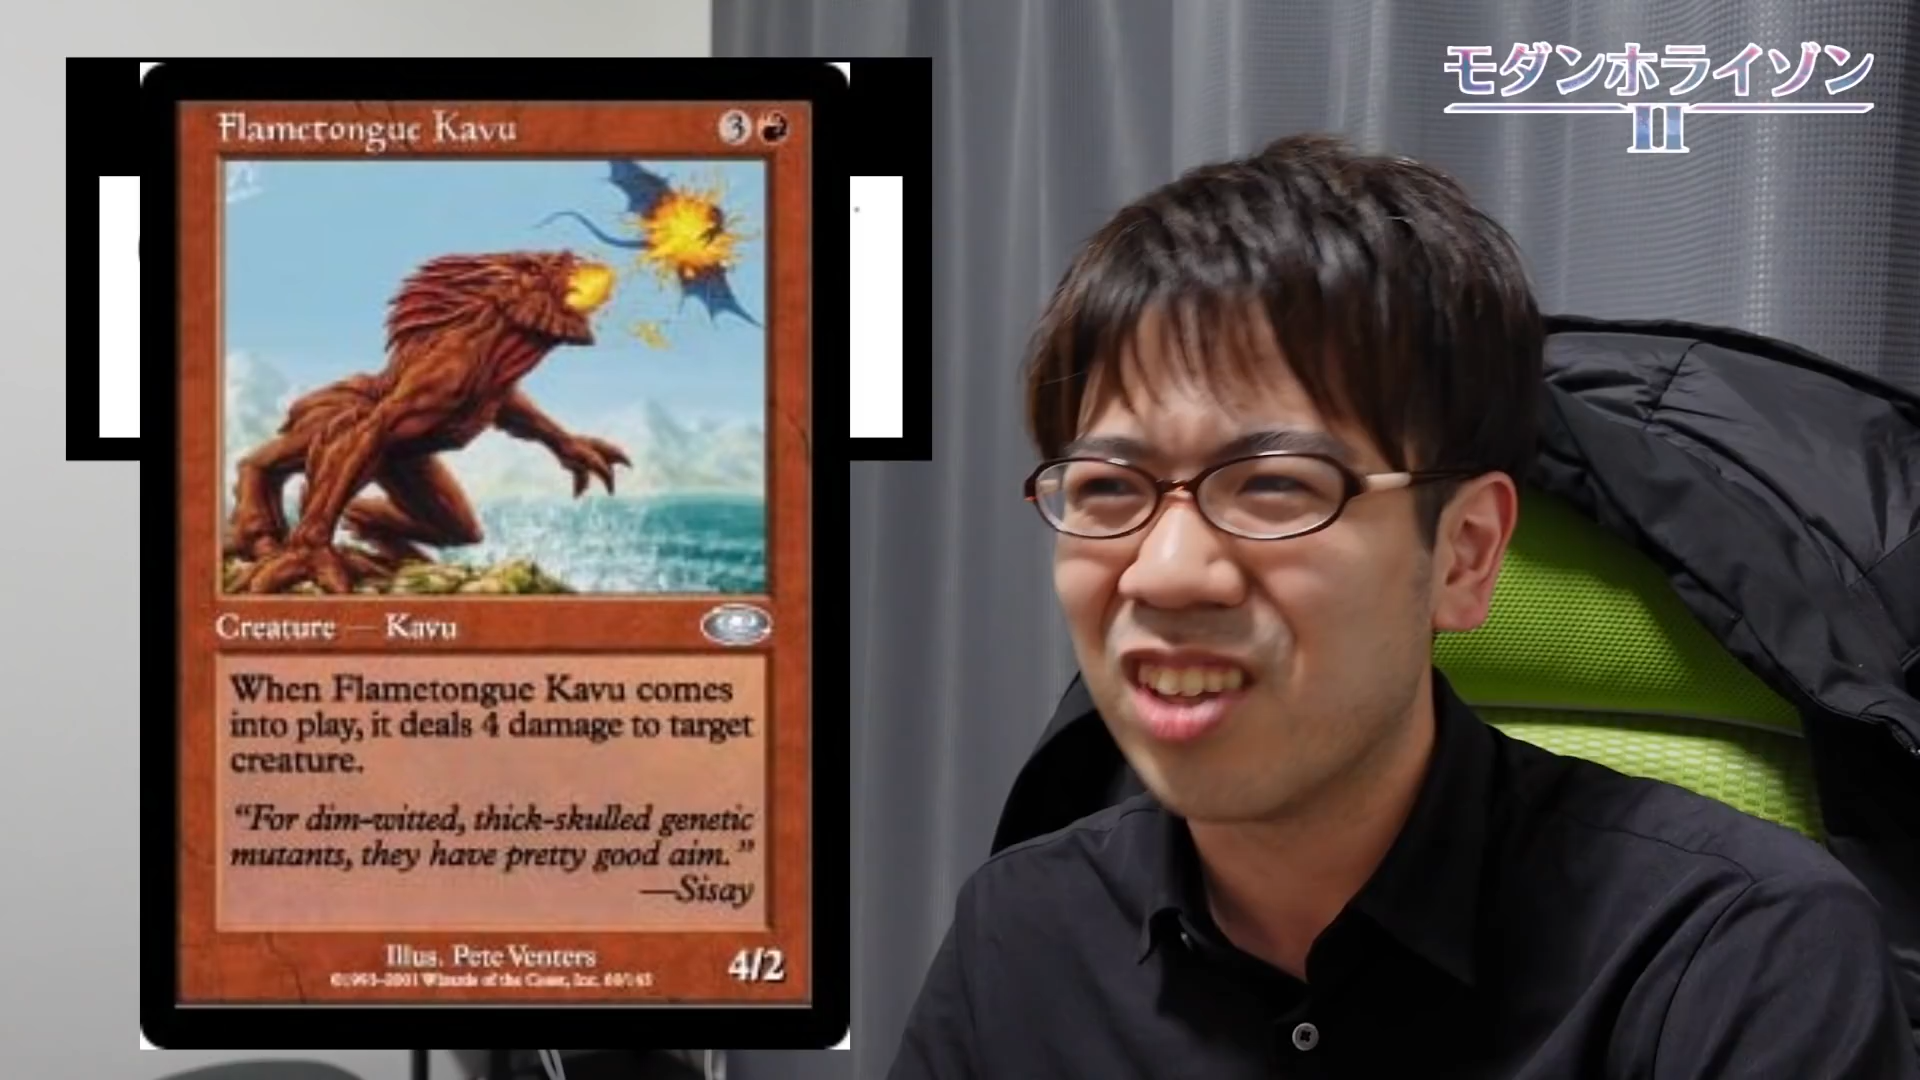 Flametongue Kavu
3
モダンホライゾン
II
Creature — Kavu
When Flametongue Kavu comes
into play, it deals 4 damage to target
creature.
“For dim-witted, thick-skulled genetic
mutants, they have pretty good aim.”
—Sisay
Illus. Pete Venters
4/2